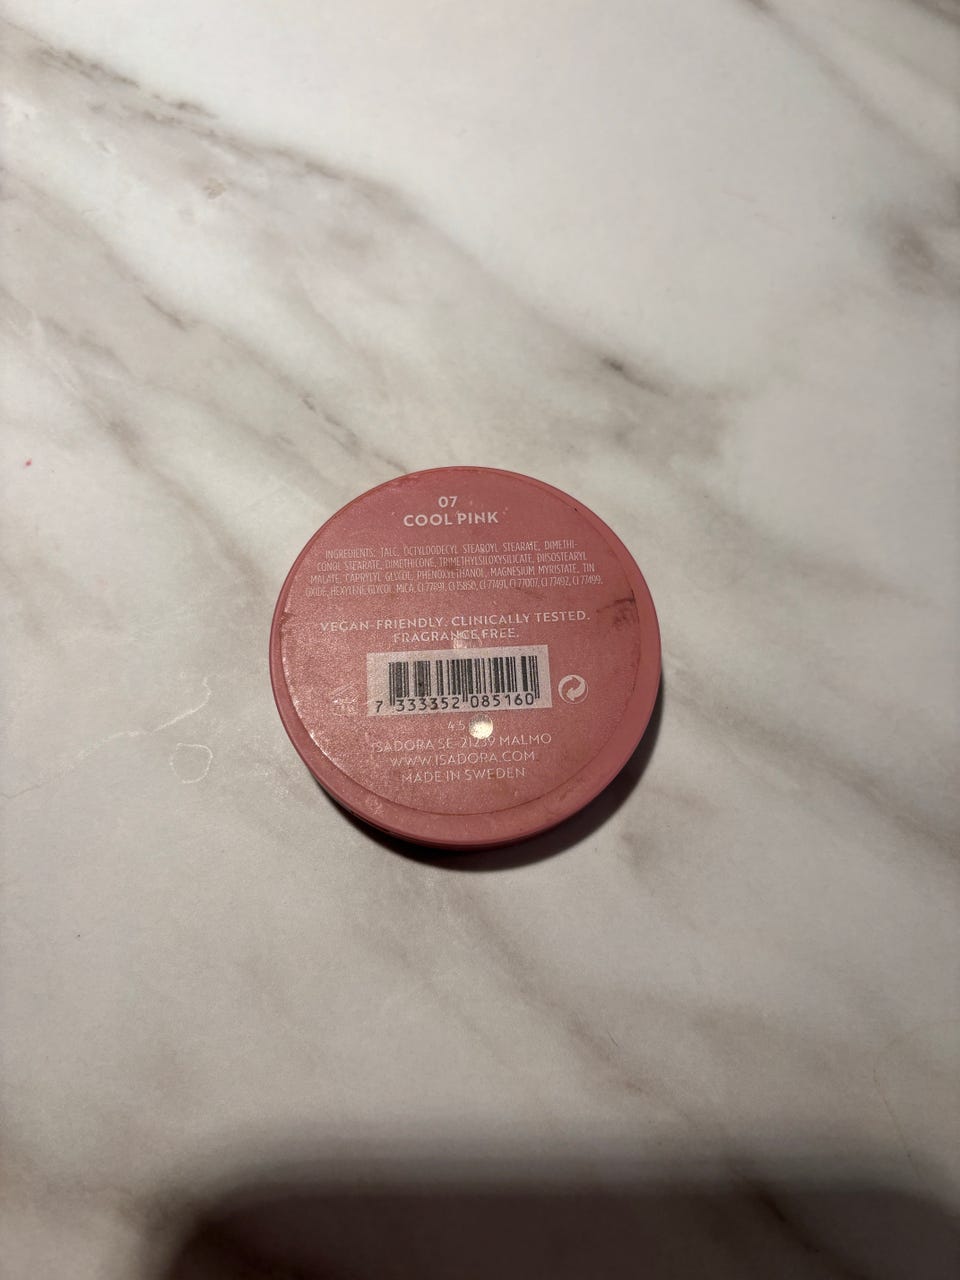 07
COOL PINK
INGREDIENTS: TALC, OCTYLDODECYL STEAROYL STEARATE, DIMETHI-
CONOL STEARATE, DIMETHICONE, TRIMETHYLSILOXYSILICATE, DIISOSTEARYL
MALATE, CAPRYLYL GLYCOL, PHENOXYETHANOL, MAGNESIUM MYRISTATE, TIN
OXIDE, HEXYLENE GLYCOL, MICA, CI 77891, CI 15850, CI 77491, CI 77007, CI 77492, CI 77499.
VEGAN-FRIENDLY. CLINICALLY TESTED.
FRAGRANCE FREE.
7 333352 085160
ISADORA SE-21239 MALMO
WWW.ISADORA.COM
MADE IN SWEDEN